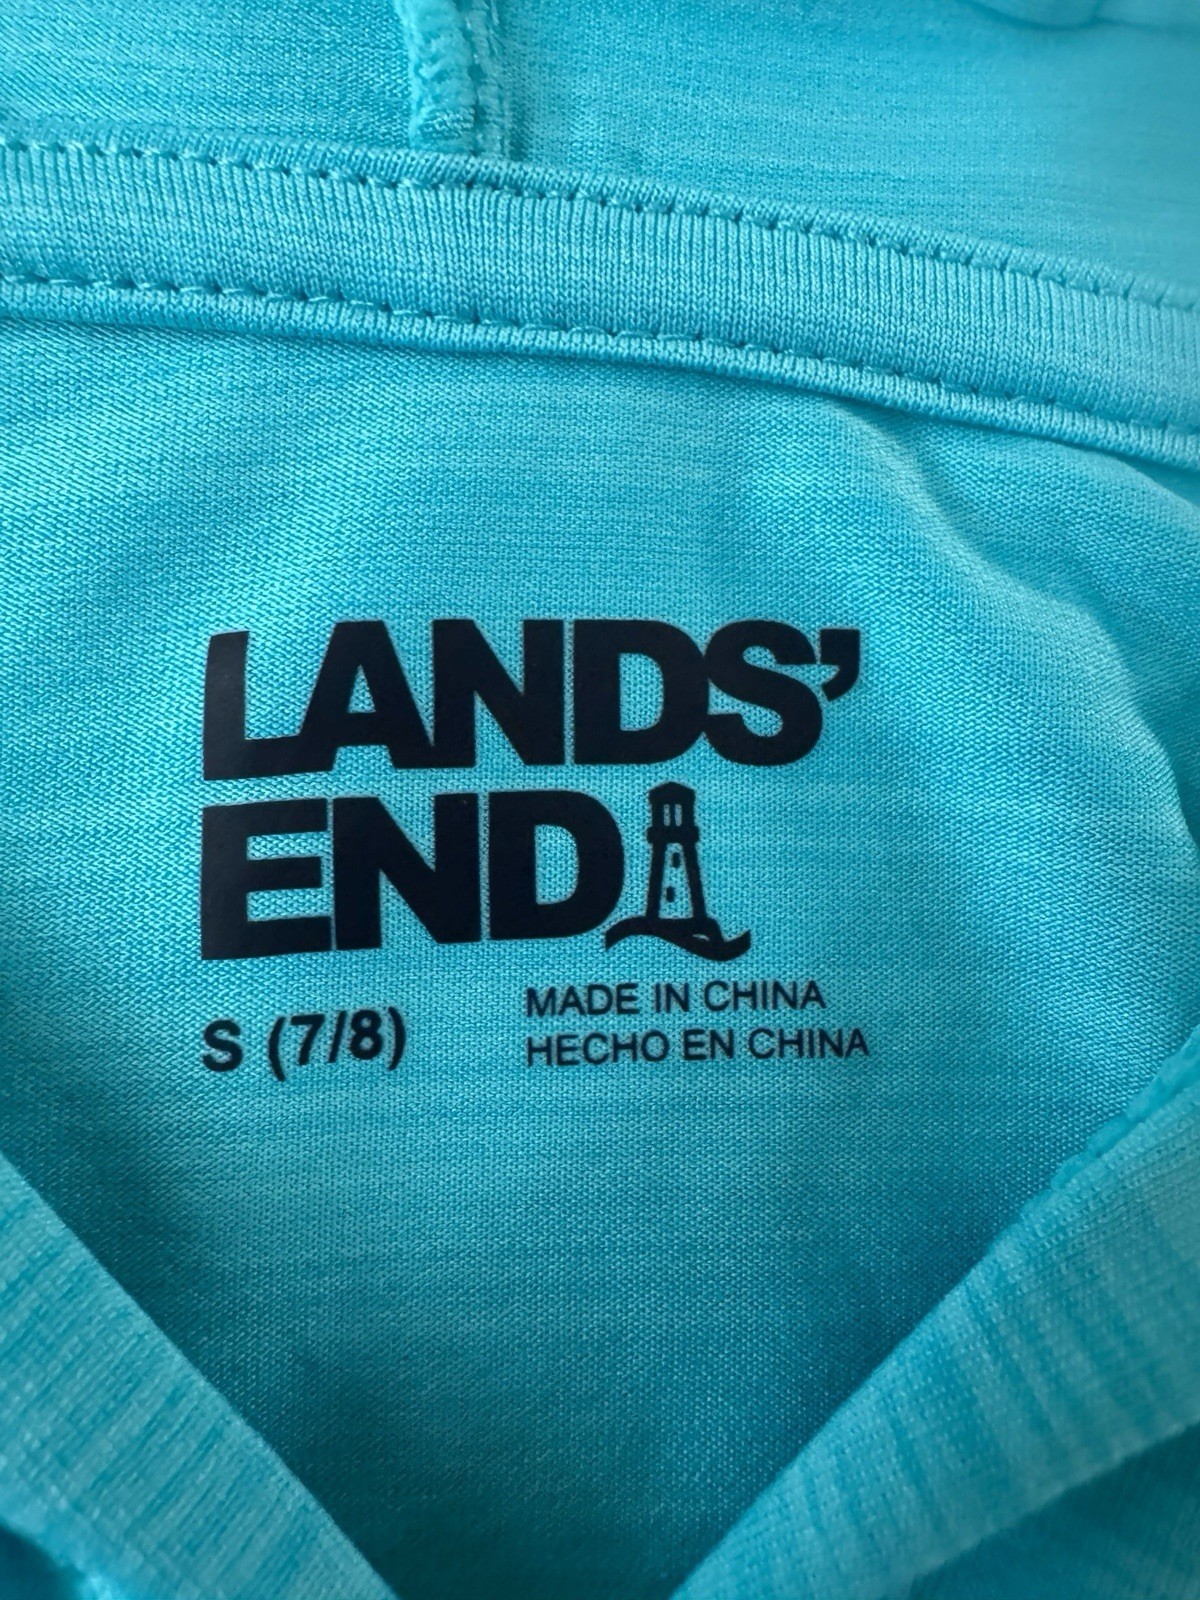 LANDS'
END
S (7/8)
MADE IN CHINA
HECHO EN CHINA